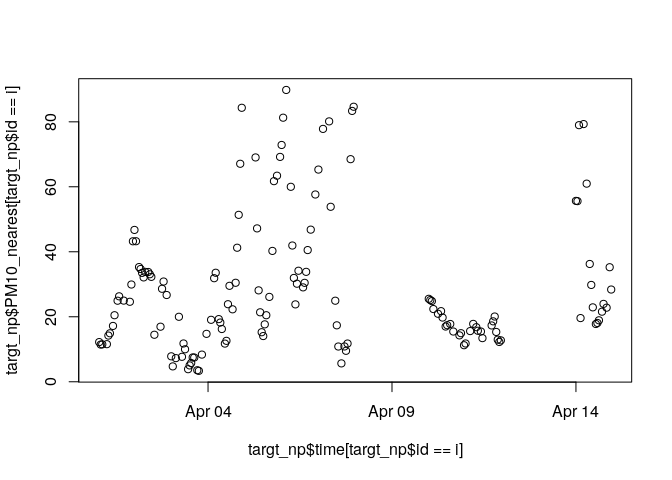 targt_np$PM10_nearest[targt_np$id == i]
80
60
40
20
0
Apr 04
Apr 09
Apr 14
targt_np$time[targt_np$id == i]